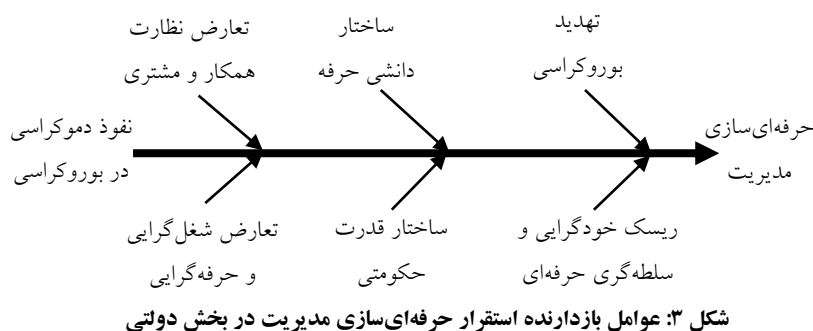 تعارض نظارت
همکار و مشتری
ساختار
دانشی حرفه
تهدید
بوروکراسی
حرفه‌ای‌سازی
مدیریت
نفوذ دموکراسی
در بوروکراسی
ریسک خودگرایی و
سلطه‌گری حرفه‌ای
ساختار قدرت
حکومتی
تعارض شغل‌گرایی
و حرفه‌گرایی
شکل ۳: عوامل بازدارنده استقرار حرفه‌ای‌سازی مدیریت در بخش دولتی